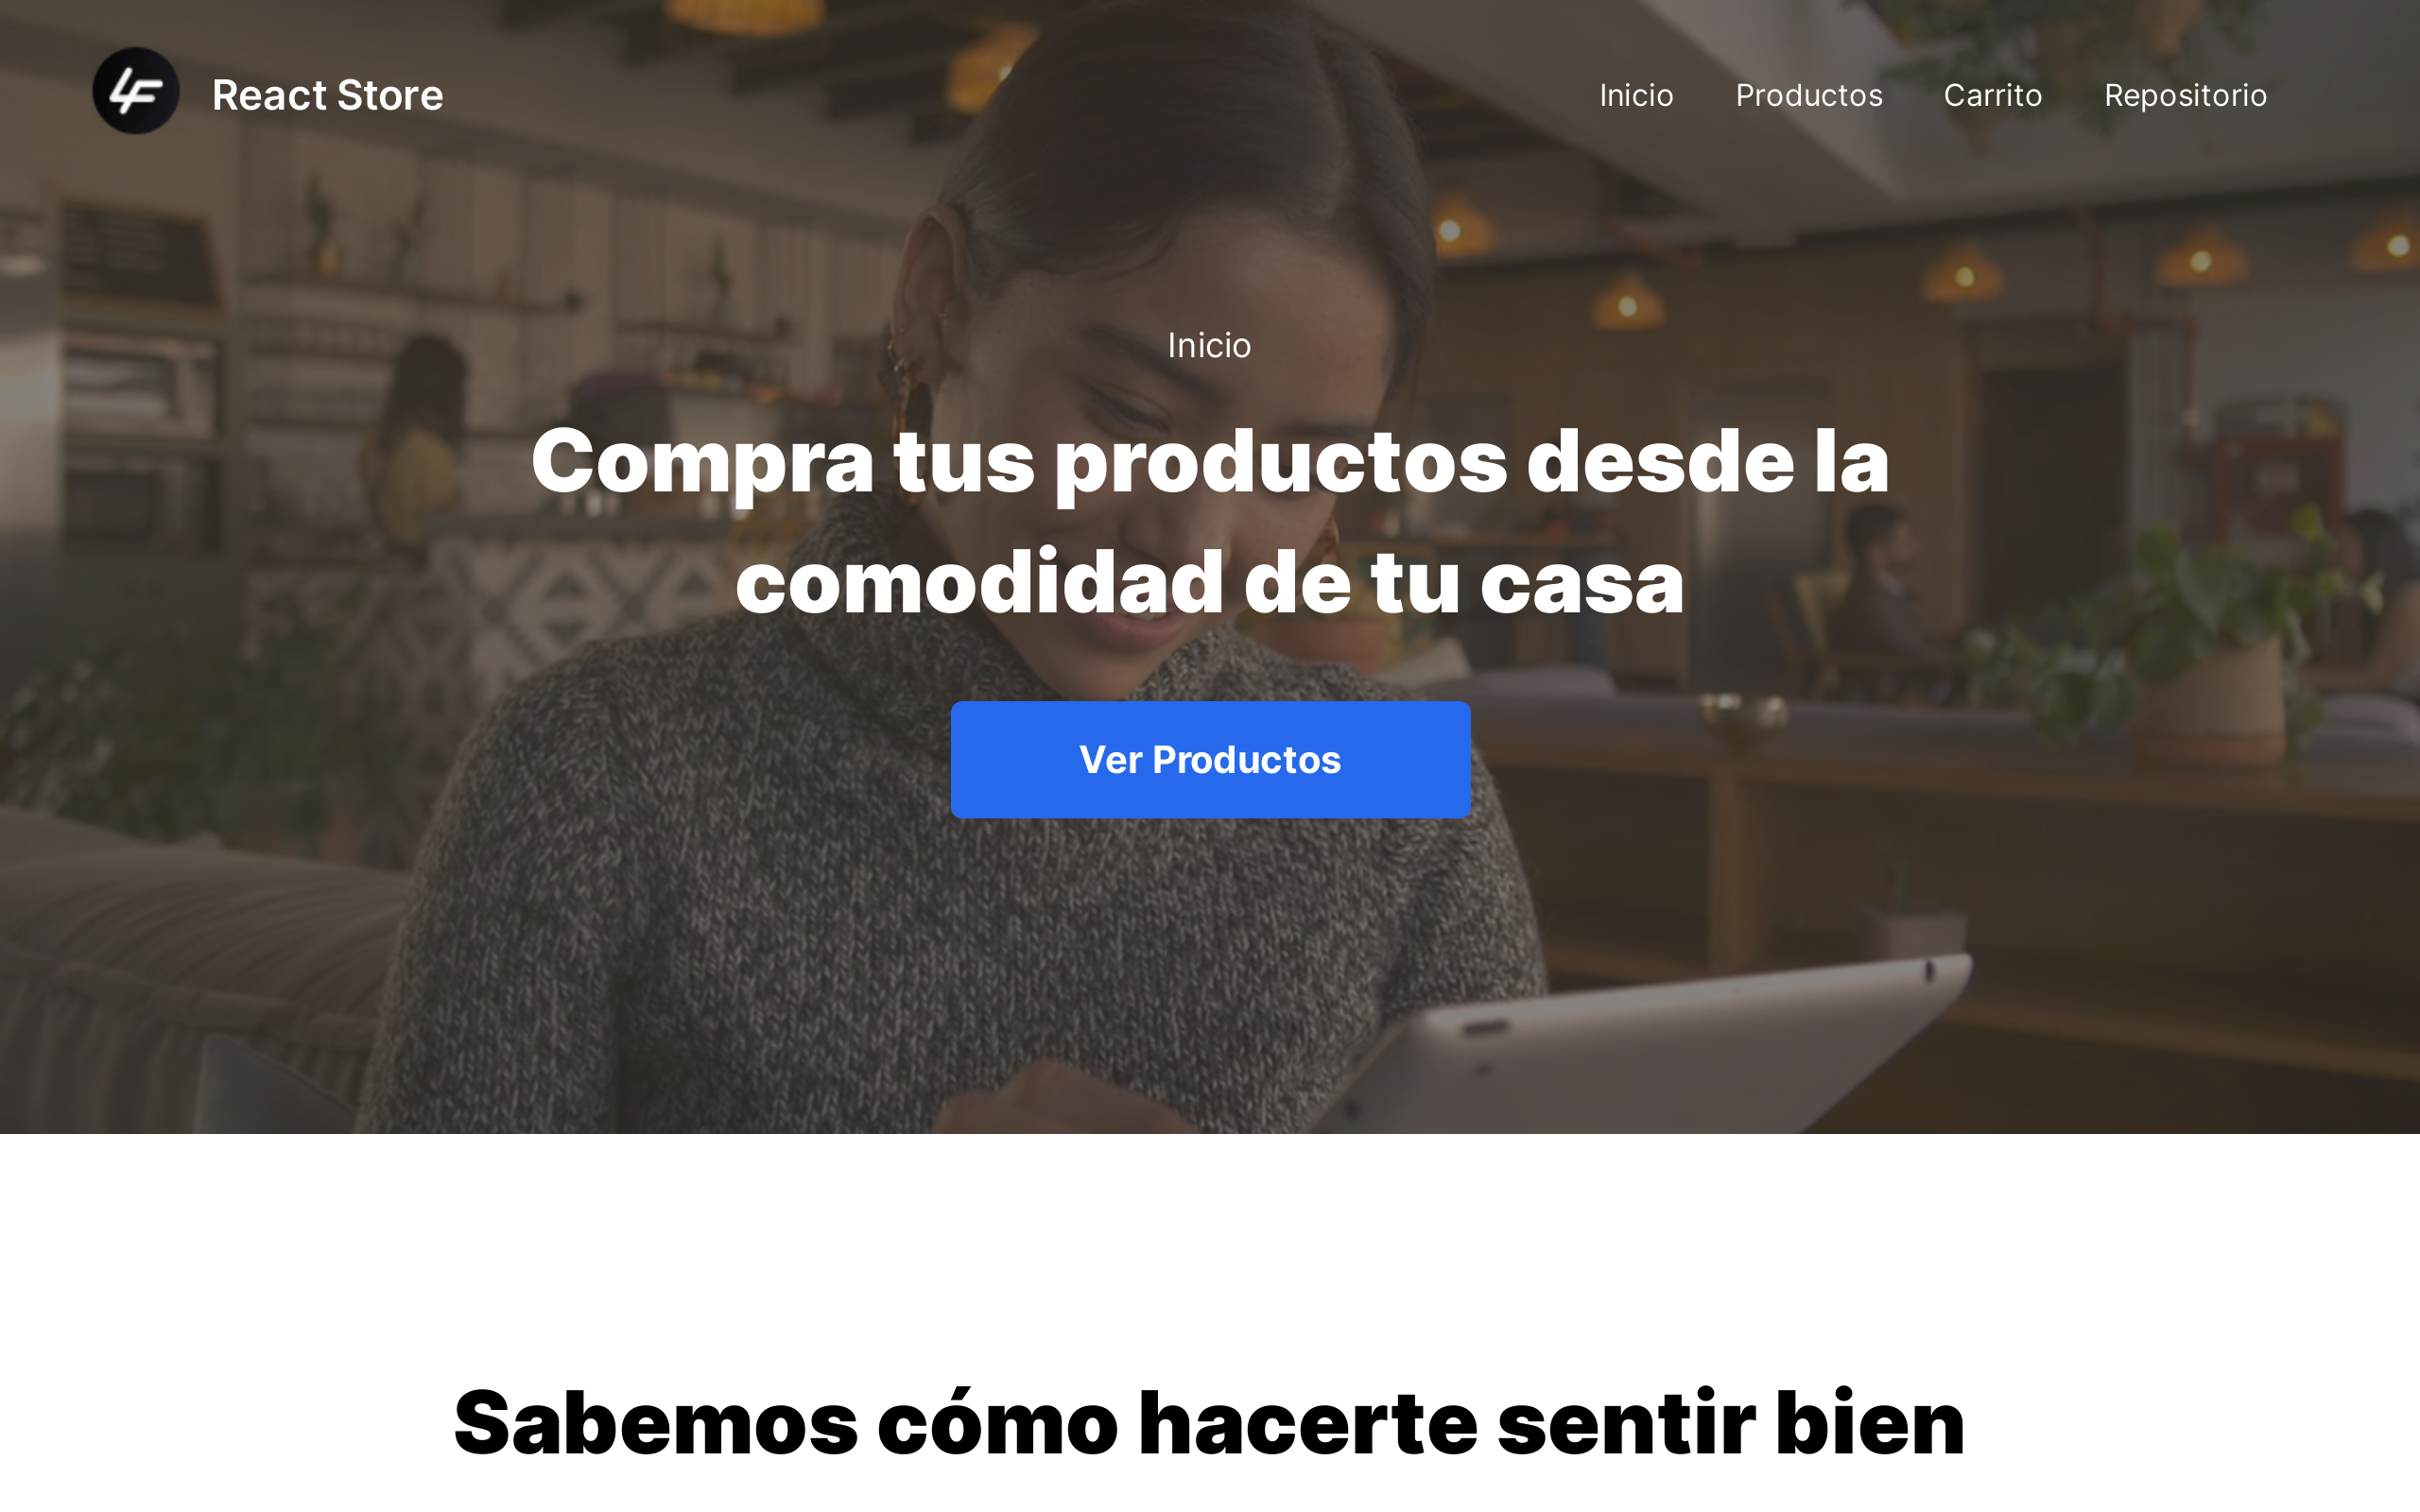 React Store
Inicio
Productos
Carrito
Repositorio
Inicio
Compra tus productos desde la
comodidad de tu casa
Ver Productos
Sabemos cómo hacerte sentir bien